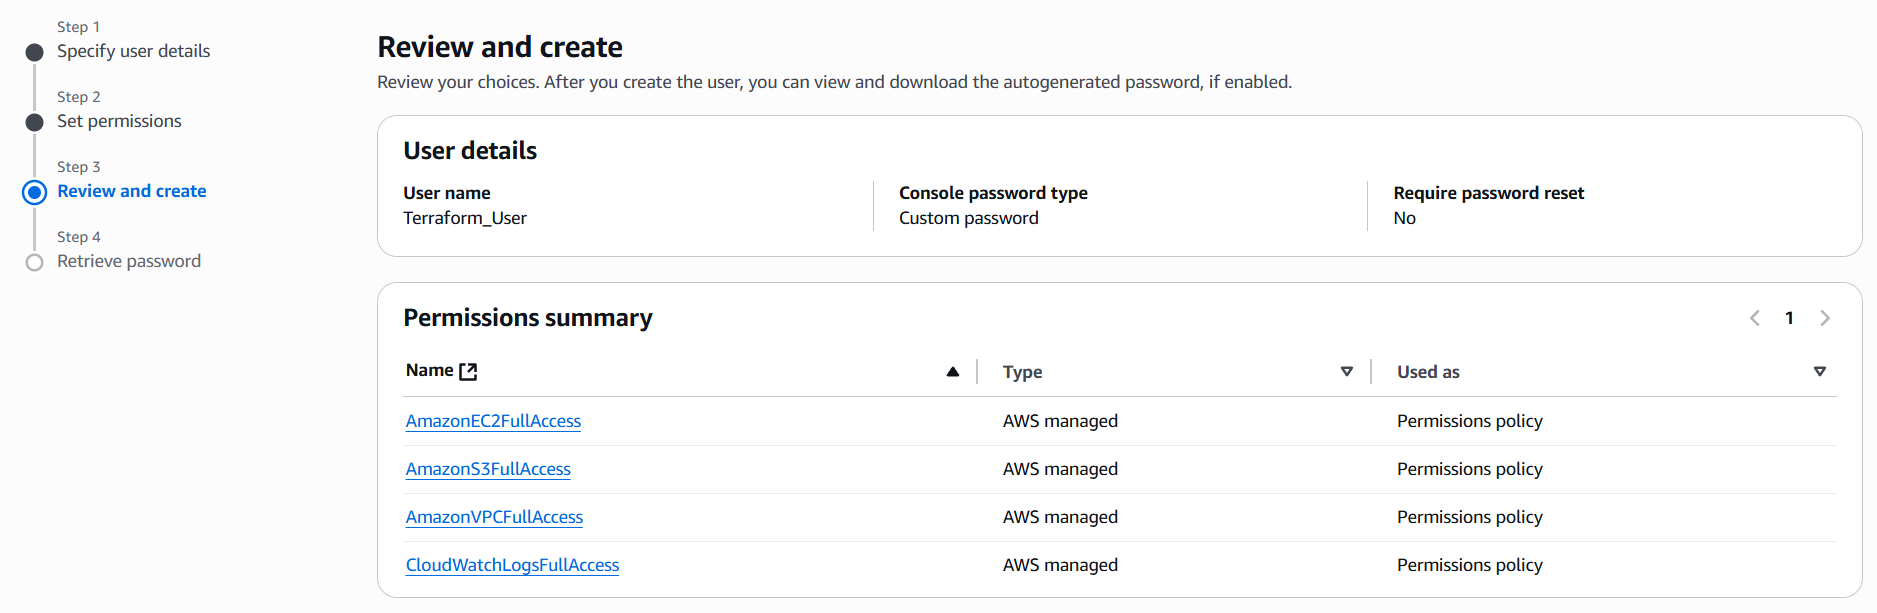 Step 1
Specify user details
Step 2
Set permissions
Step 3
Review and create
Step 4
Retrieve password
Review and create
Review your choices. After you create the user, you can view and download the autogenerated password, if enabled.
User details
User name
Terraform_User
Console password type
Custom password
Require password reset
No
Permissions summary
1
Name Type Used as
AmazonEC2FullAccess AWS managed Permissions policy
AmazonS3FullAccess AWS managed Permissions policy
AmazonVPCFullAccess AWS managed Permissions policy
CloudWatchLogsFullAccess AWS managed Permissions policy